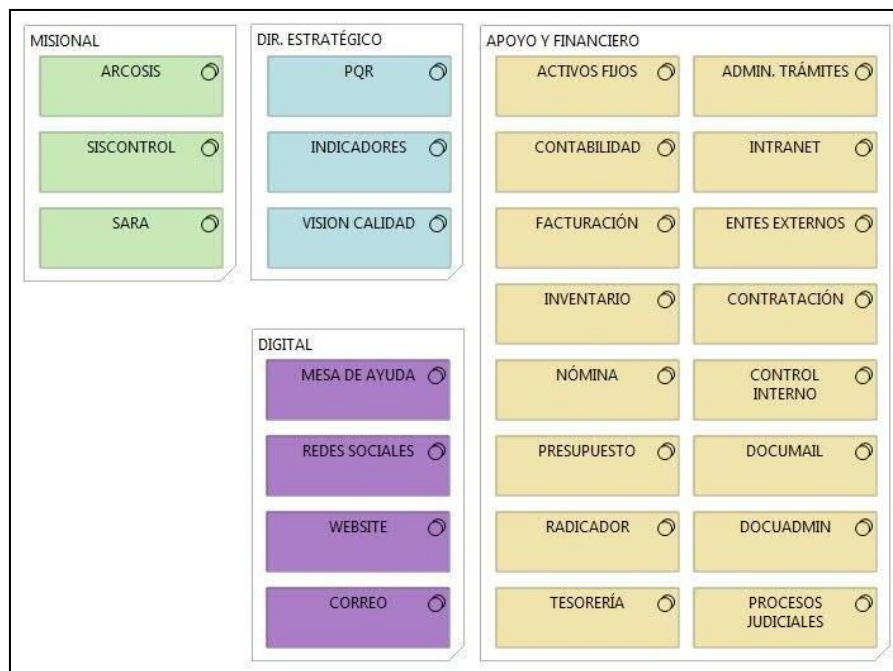 MISIONAL
ARCOSIS
SISCONTROL
SARA
DIR. ESTRATÉGICO
PQR
INDICADORES
VISION CALIDAD
DIGITAL
MESA DE AYUDA
REDES SOCIALES
WEBSITE
CORREO
APOYO Y FINANCIERO
ACTIVOS FIJOS
ADMIN. TRÁMITES
CONTABILIDAD
INTRANET
FACTURACIÓN
ENTES EXTERNOS
INVENTARIO
CONTRATACIÓN
NÓMINA
CONTROL
INTERNO
PRESUPUESTO
DOCUMAIL
RADICADOR
DOCUADMIN
TESORERÍA
PROCESOS
JUDICIALES